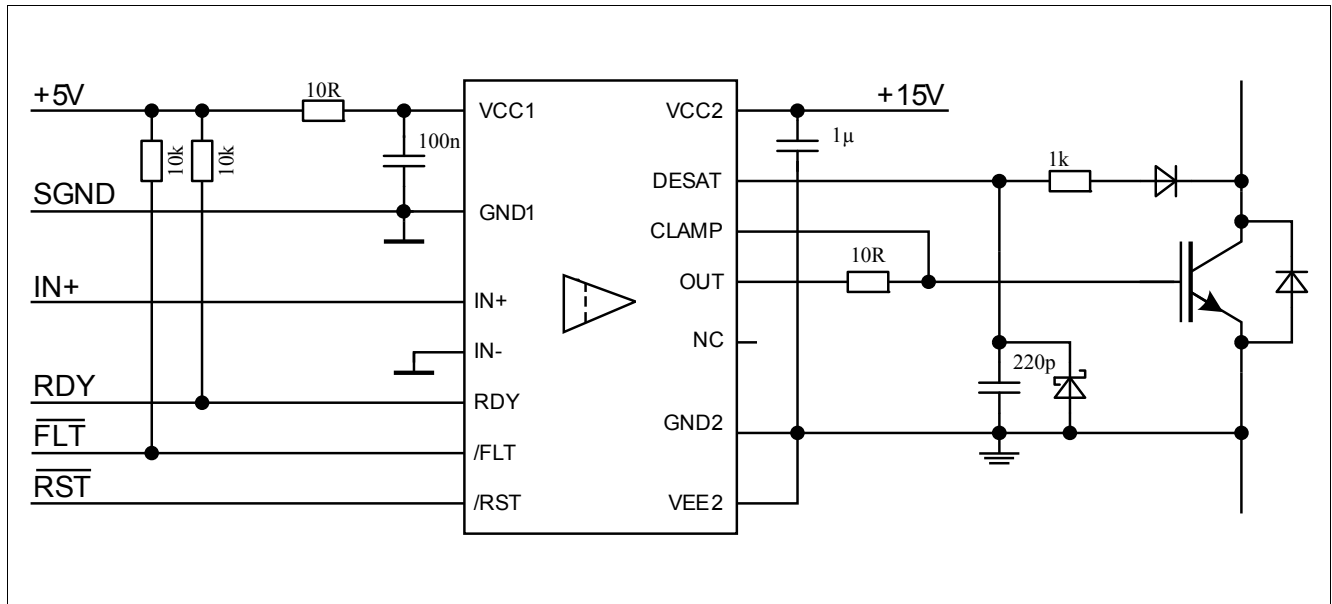 +5V
10R
10k
10k
100n
SGND
IN+
RDY
FLT
RST
VCC1
GND1
IN+
IN-
RDY
/FLT
/RST
VCC2
DESAT
CLAMP
OUT
NC
GND2
VEE2
+15V
1µ
1k
10R
220p